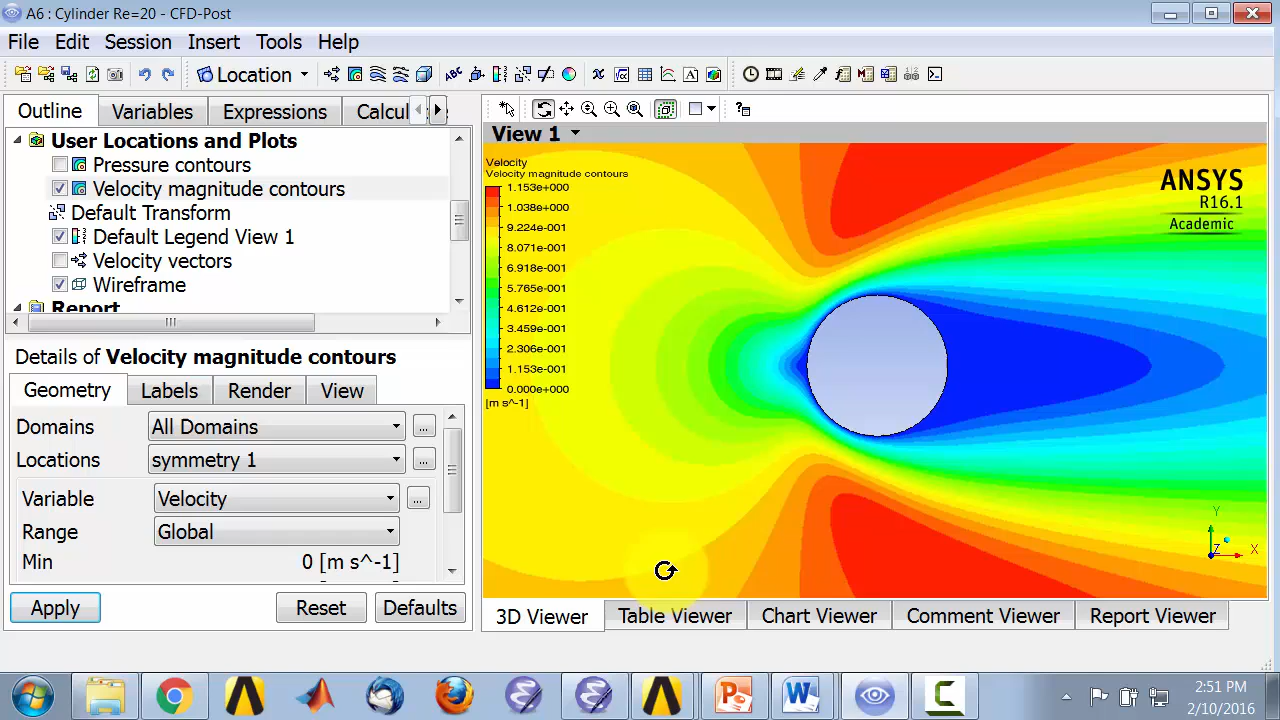 A6 : Cylinder Re=20 - CFD-Post
File Edit Session Insert Tools Help
Location
Outline Variables Expressions
View 1
User Locations and Plots
Pressure contours
Velocity magnitude contours
Default Transform
Default Legend View 1
Velocity vectors
Wireframe
Report
Details of Velocity magnitude contours
Geometry Labels Render View
Domains All Domains ...
Locations symmetry 1 ...
Variable Velocity ...
Range Global
Min 0 [m s^-1]
Apply Reset Defaults
Velocity
Velocity magnitude contours
1.153e+000
1.038e+000
9.224e-001
8.071e-001
6.918e-001
5.765e-001
4.612e-001
3.459e-001
2.306e-001
1.153e-001
0.000e+000
[m s^-1]
ANSYS
R16.1
Academic
Y
Z X
3D Viewer Table Viewer Chart Viewer Comment Viewer Report Viewer
2:51 PM
2/10/2016